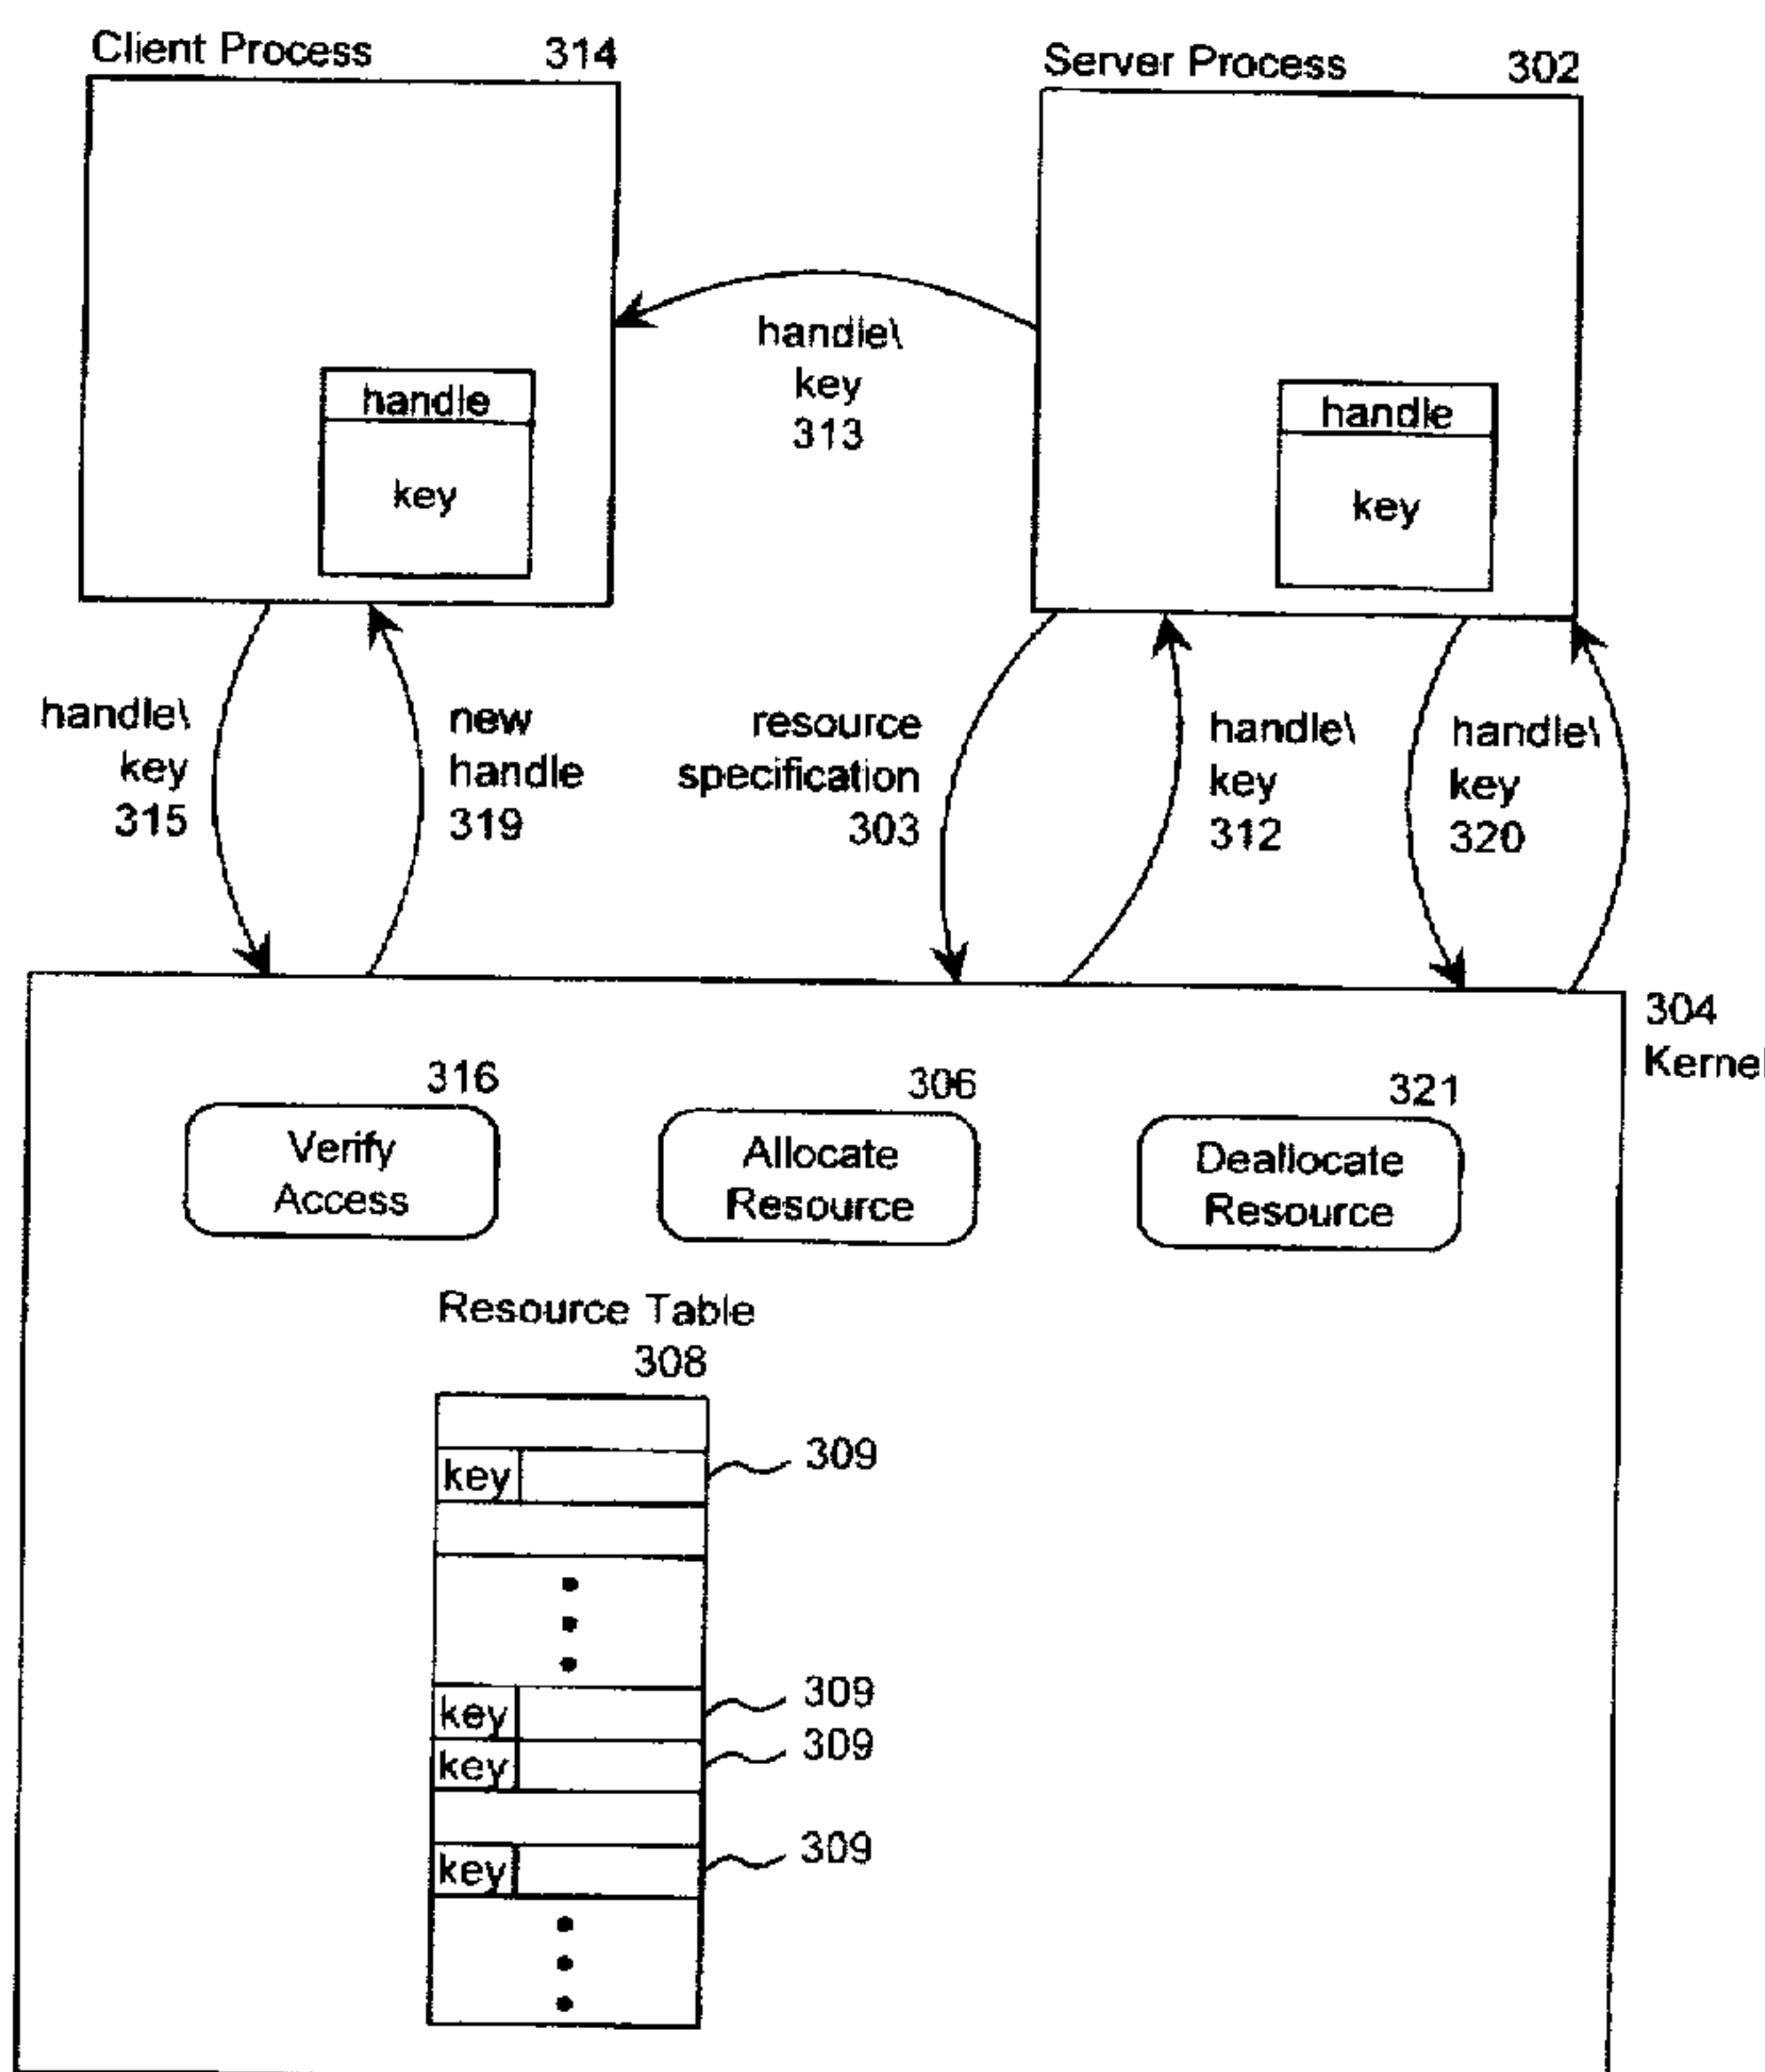 Client Process 314
Server Process 302
handle\
key
313
handle
key
handle
key
handle\
key
315
new
handle
319
resource
specification
303
handle\
key
312
handle\
key
320
304
Kernel
316
Verify
Access
306
Allocate
Resource
321
Deallocate
Resource
Resource Table
308
key
309
key
309
key
309
key
309